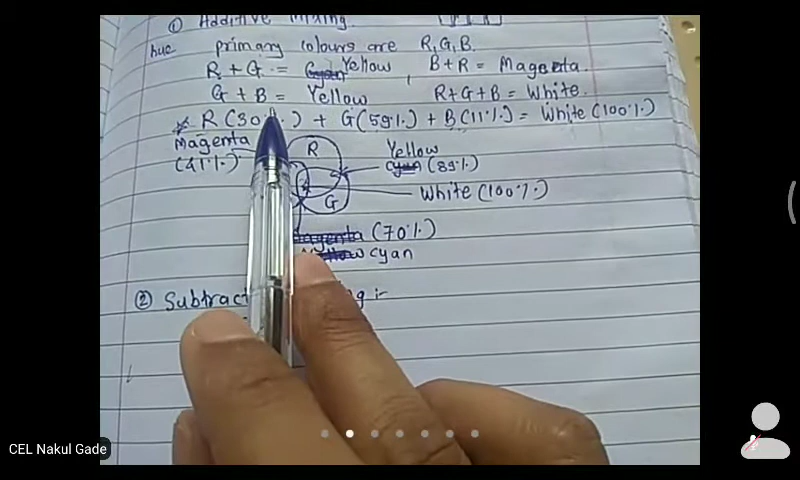 ① Additive Mixing
hue primary colours are R,G,B.
R + G = Yellow , B + R = Magenta
G + B = Yellow R+G+B = White.
* R (30%) + G(59%) + B(11%) = White (100%)
Magenta R Yellow
(41%) (89%)
White (100%)
G
(70%)
cyan
② Subtract :-
CEL Nakul Gade